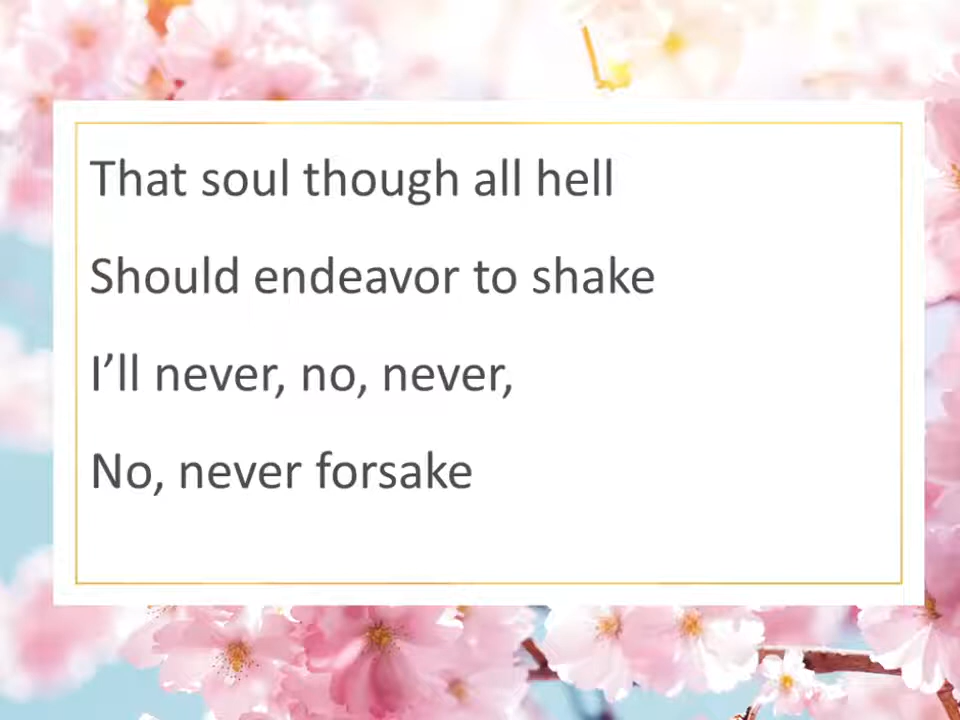 That soul though all hell
Should endeavor to shake
I’ll never, no, never,
No, never forsake